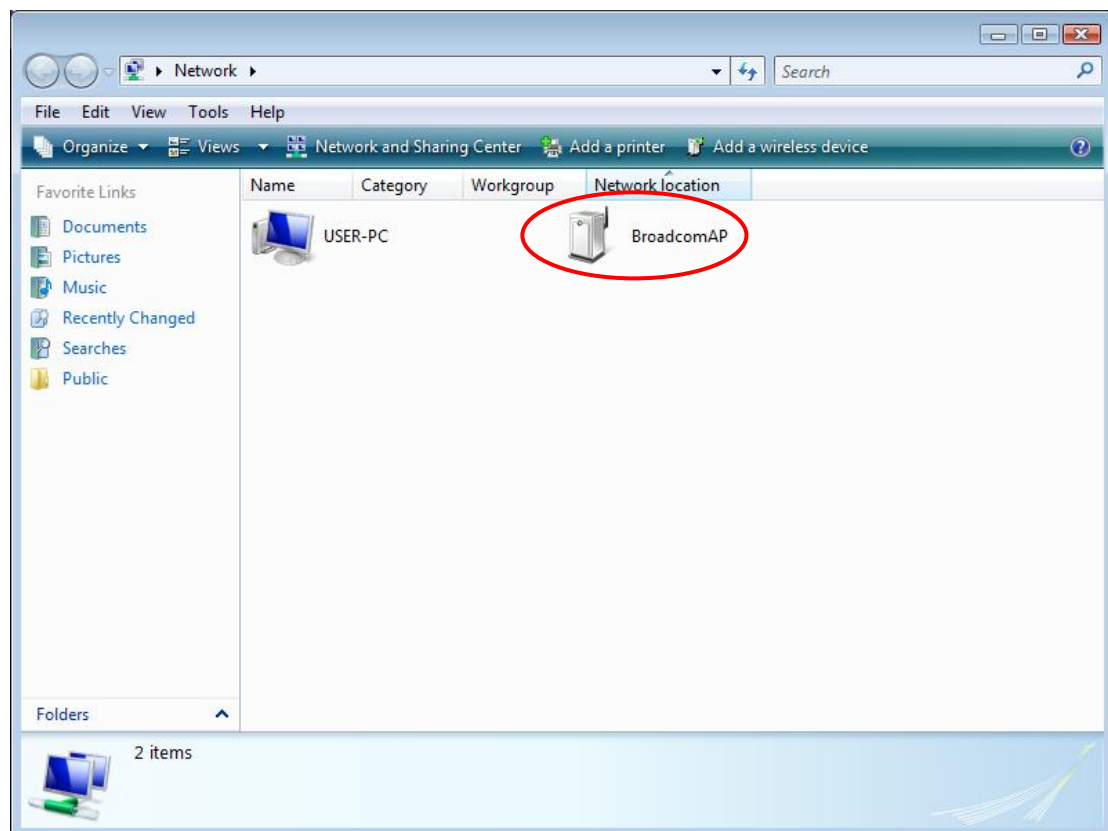 Network
Search
File Edit View Tools Help
Organize Views Network and Sharing Center Add a printer Add a wireless device
Favorite Links
Documents
Pictures
Music
Recently Changed
Searches
Public
Folders
Name Category Workgroup Network location
USER-PC BroadcomAP
2 items